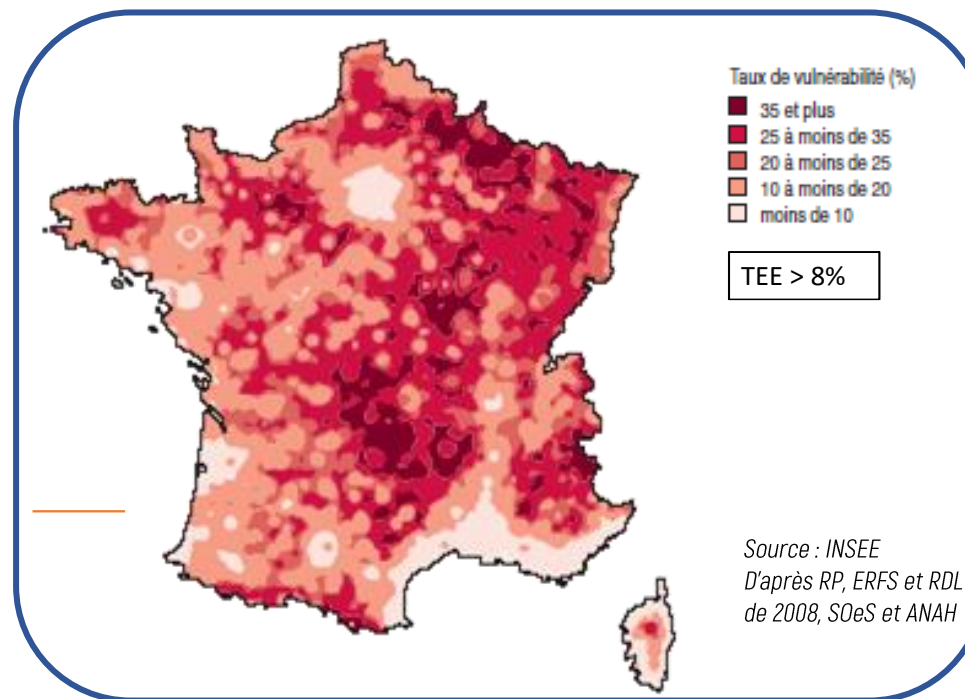 Taux de vulnérabilité (%)
35 et plus
25 à moins de 35
20 à moins de 25
10 à moins de 20
moins de 10
TEE > 8%
Source : INSEE
D'après RP, ERFS et RDL
de 2008, SOeS et ANAH